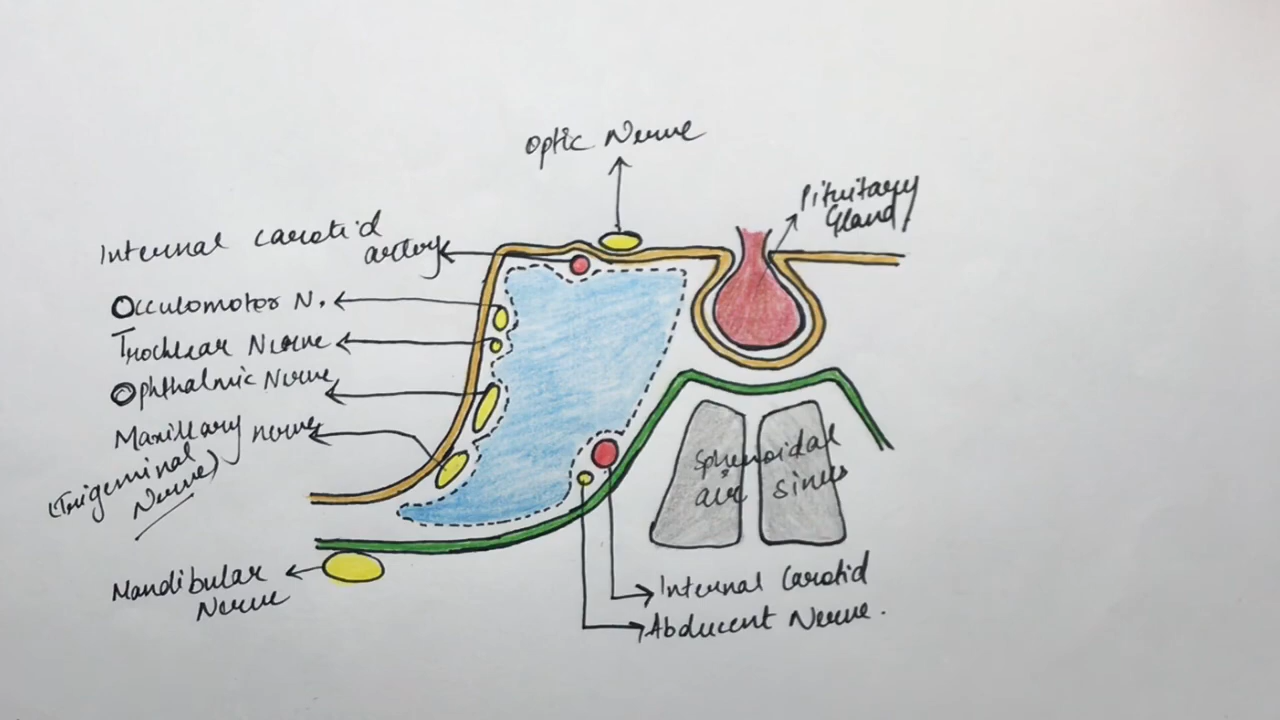 Optic Nerve
Pituitary
Gland
Internal carotid
artery
Occulomotor N.
Trochlear Nerve
Ophthalmic Nerve
Maxillary nerve
(Trigeminal
Nerve)
Sphenoidal
air sinus
Mandibular
Nerve
Internal Carotid
Abducent Nerve.